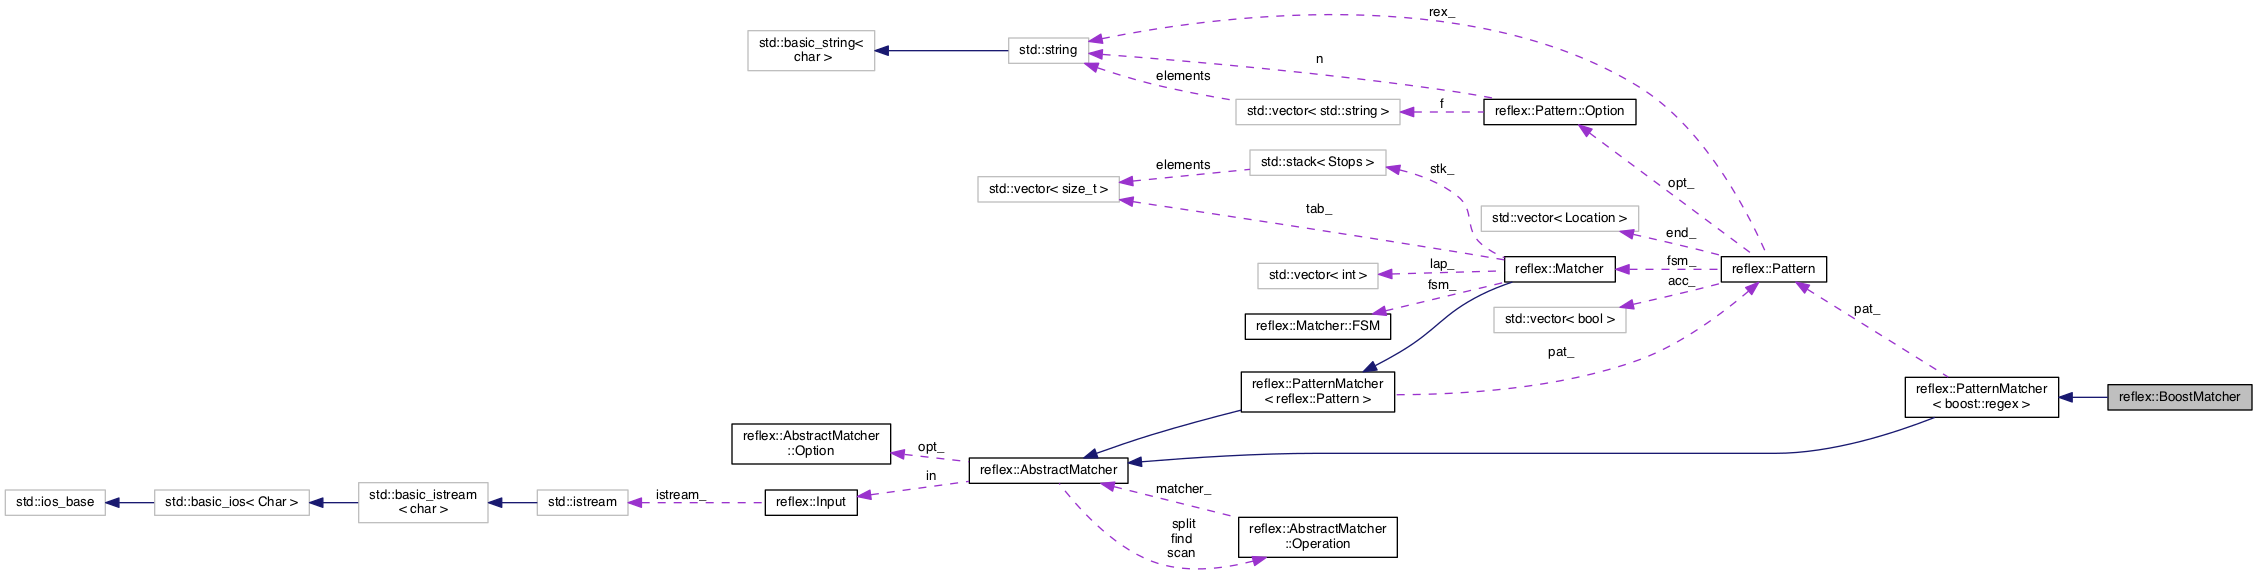 rex_
std::basic_string<
char >
std::string
n
elements
std::vector< std::string >
f
reflex::Pattern::Option
std::stack< Stops >
elements
stk_
opt_
std::vector< size_t >
tab_
std::vector< Location >
end_
lap_
std::vector< int >
reflex::Matcher
fsm_
reflex::Pattern
fsm_
acc_
reflex::Matcher::FSM
std::vector< bool >
pat_
pat_
reflex::PatternMatcher
< reflex::Pattern >
reflex::PatternMatcher
< boost::regex >
reflex::BoostMatcher
reflex::AbstractMatcher
::Option
opt_
reflex::AbstractMatcher
in
std::ios_base
std::basic_ios< Char >
std::basic_istream
< char >
std::istream
istream_
reflex::Input
matcher_
split
find
scan
reflex::AbstractMatcher
::Operation